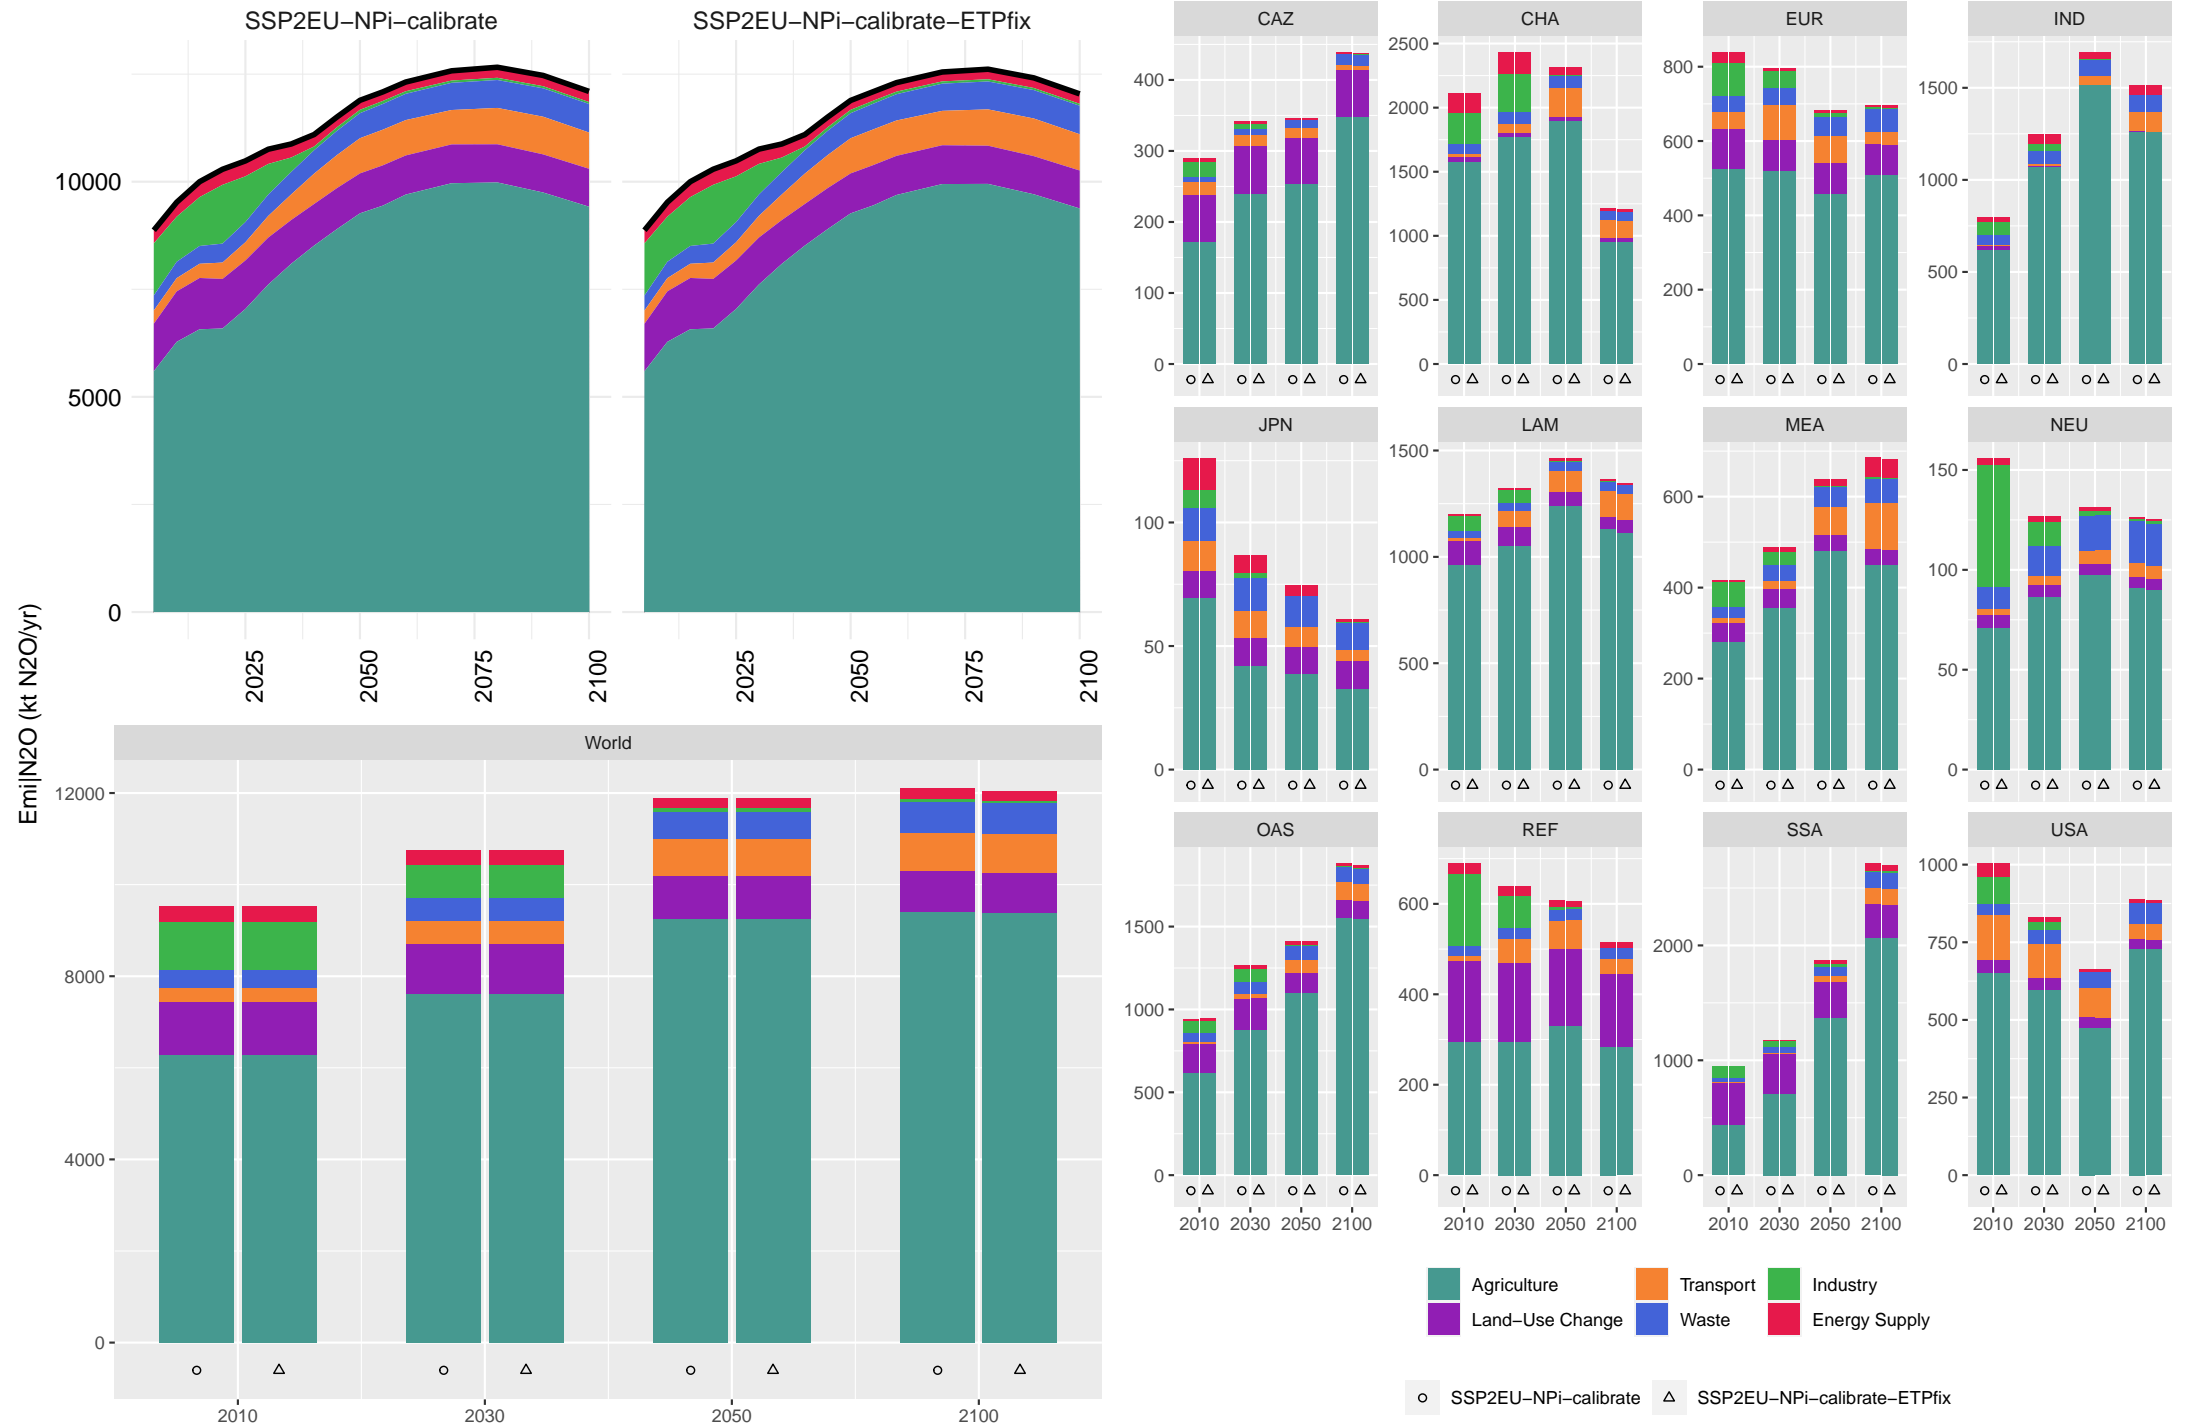 SSP2EU−NPi−calibrate
SSP2EU−NPi−calibrate−ETPfix
10000
5000
0
2025
2050
2075
2100
2025
2050
2075
2100
Emi|N2O (kt N2O/yr)
World
12000
8000
4000
0
2010
2030
2050
2100
CAZ
400
300
200
100
0
CHA
2500
2000
1500
1000
500
0
EUR
800
600
400
200
0
IND
1500
1000
500
0
JPN
100
50
0
LAM
1500
1000
500
0
MEA
600
400
200
0
NEU
150
100
50
0
OAS
1500
1000
500
0
2010 2030 2050 2100
REF
600
400
200
0
2010 2030 2050 2100
SSA
2000
1000
0
2010 2030 2050 2100
USA
1000
750
500
250
0
2010 2030 2050 2100
Agriculture
Transport
Industry
Land−Use Change
Waste
Energy Supply
SSP2EU−NPi−calibrate
SSP2EU−NPi−calibrate−ETPfix